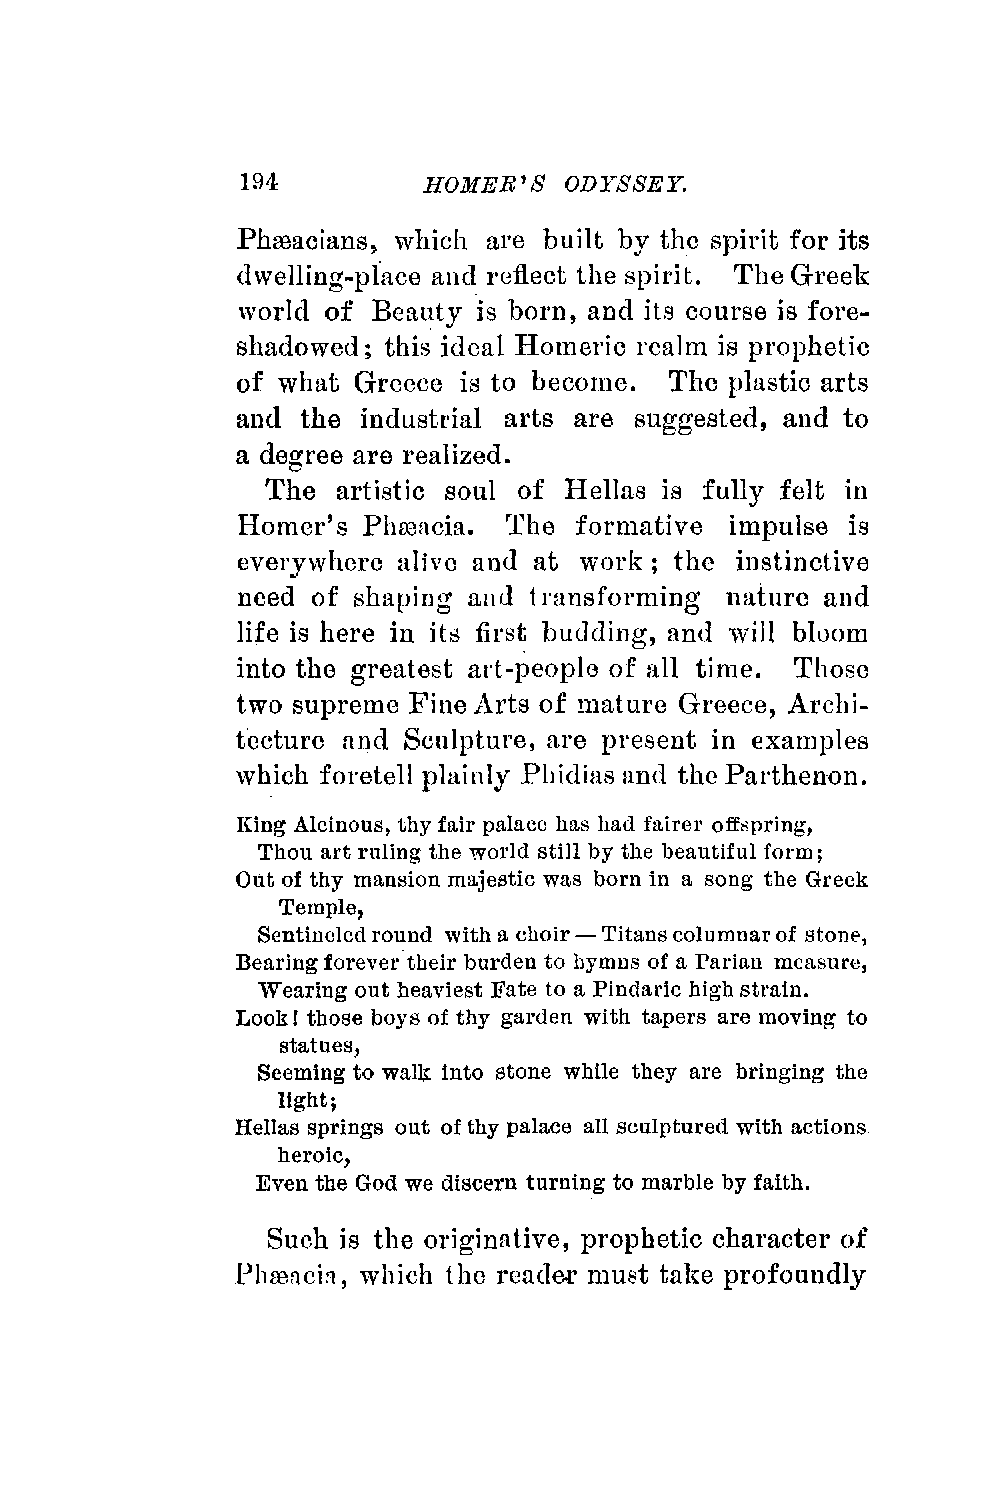 194 HOMER'S ODYSSEY.
Phæacians, which are built by the spirit for its
dwelling-place and reflect the spirit. The Greek
world of Beauty is born, and its course is fore-
shadowed; this ideal Homeric realm is prophetic
of what Greece is to become. The plastic arts
and the industrial arts are suggested, and to
a degree are realized.
The artistic soul of Hellas is fully felt in
Homer's Phæacia. The formative impulse is
everywhere alive and at work; the instinctive
need of shaping and transforming nature and
life is here in its first budding, and will bloom
into the greatest art-people of all time. Those
two supreme Fine Arts of mature Greece, Archi-
tecture and Sculpture, are present in examples
which foretell plainly Phidias and the Parthenon.
King Alcinous, thy fair palace has had fairer offspring,
Thou art ruling the world still by the beautiful form;
Out of thy mansion majestic was born in a song the Greek
Temple,
Sentineled round with a choir — Titans columnar of stone,
Bearing forever their burden to hymns of a Parian measure,
Wearing out heaviest Fate to a Pindaric high strain.
Look! those boys of thy garden with tapers are moving to
statues,
Seeming to walk into stone while they are bringing the
light;
Hellas springs out of thy palace all sculptured with actions
heroic,
Even the God we discern turning to marble by faith.
Such is the originative, prophetic character of
Phæacia, which the reader must take profoundly